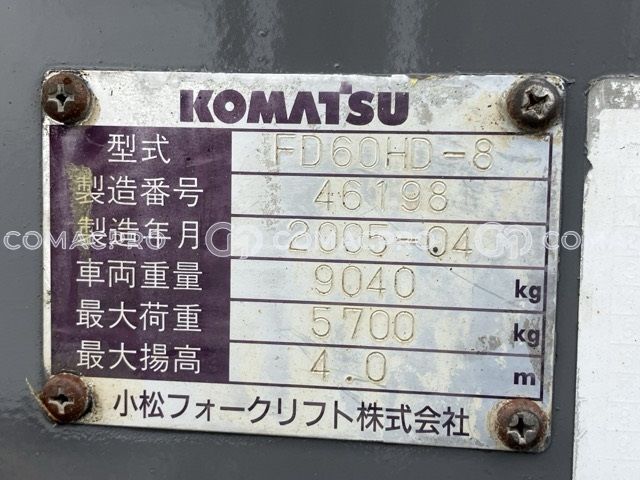 KOMATSU
型式 FD60HD-8
製造番号 46198
製造年月 2005-04
車両重量 9040 kg
最大荷重 5700 kg
最大揚高 4.0 m
小松フォークリフト株式会社